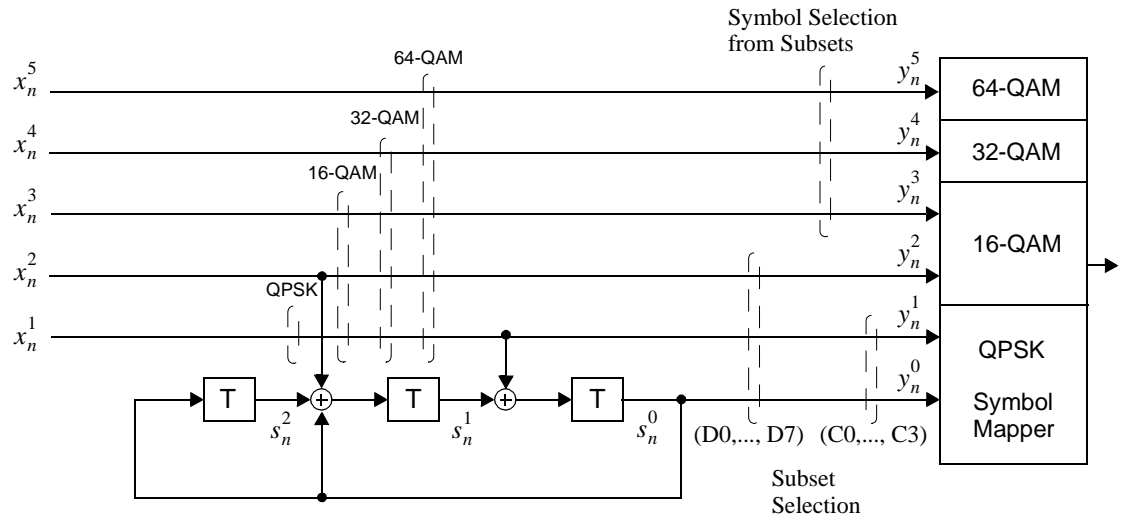 Symbol Selection
from Subsets
64-QAM
x_n^5
y_n^5
64-QAM
32-QAM
x_n^4
y_n^4
32-QAM
16-QAM
x_n^3
y_n^3
16-QAM
x_n^2
y_n^2
QPSK
x_n^1
y_n^1
QPSK
Symbol
Mapper
T
+
T
+
T
y_n^0
s_n^2
s_n^1
s_n^0
(D0,..., D7)
(C0,..., C3)
Subset
Selection